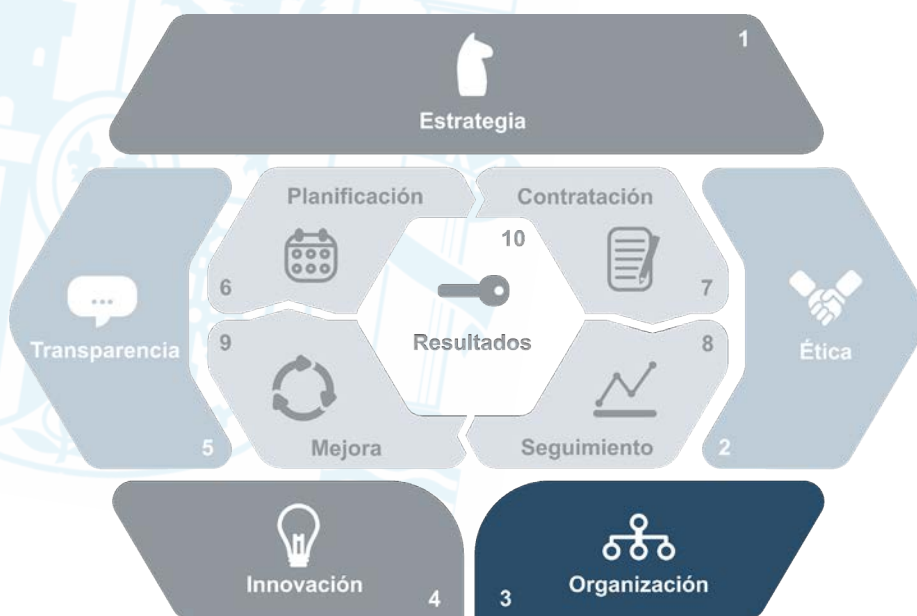 1
Estrategia
Planificación
Contratación
10
6
7
Resultados
Transparencia
9
8
Ética
5
Mejora
Seguimiento
2
Innovación
4
3
Organización